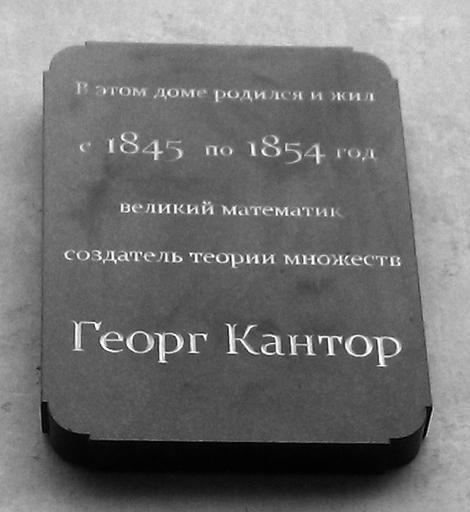 В этом доме родился и жил
с 1845 по 1854 год
великий математик
создатель теории множеств
Георг Кантор